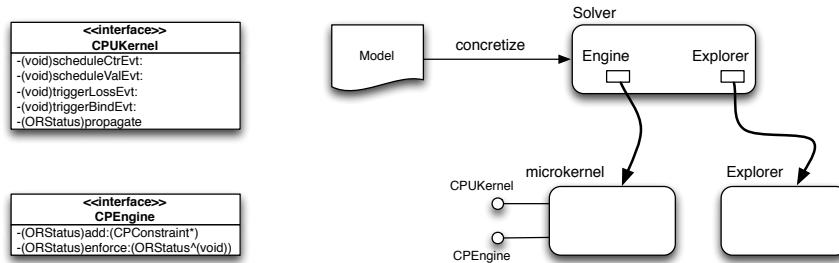 <<interface>>
CPUKernel
-(void)scheduleCtrEvt:
-(void)scheduleValEvt:
-(void)triggerLossEvt:
-(void)triggerBindEvt:
-(ORStatus)propagate
<<interface>>
CPEngine
-(ORStatus)add:(CPConstraint*)
-(ORStatus)enforce:(ORStatus^(void))
Model
concretize
Solver
Engine
Explorer
microkernel
Explorer
CPUKernel
CPEngine